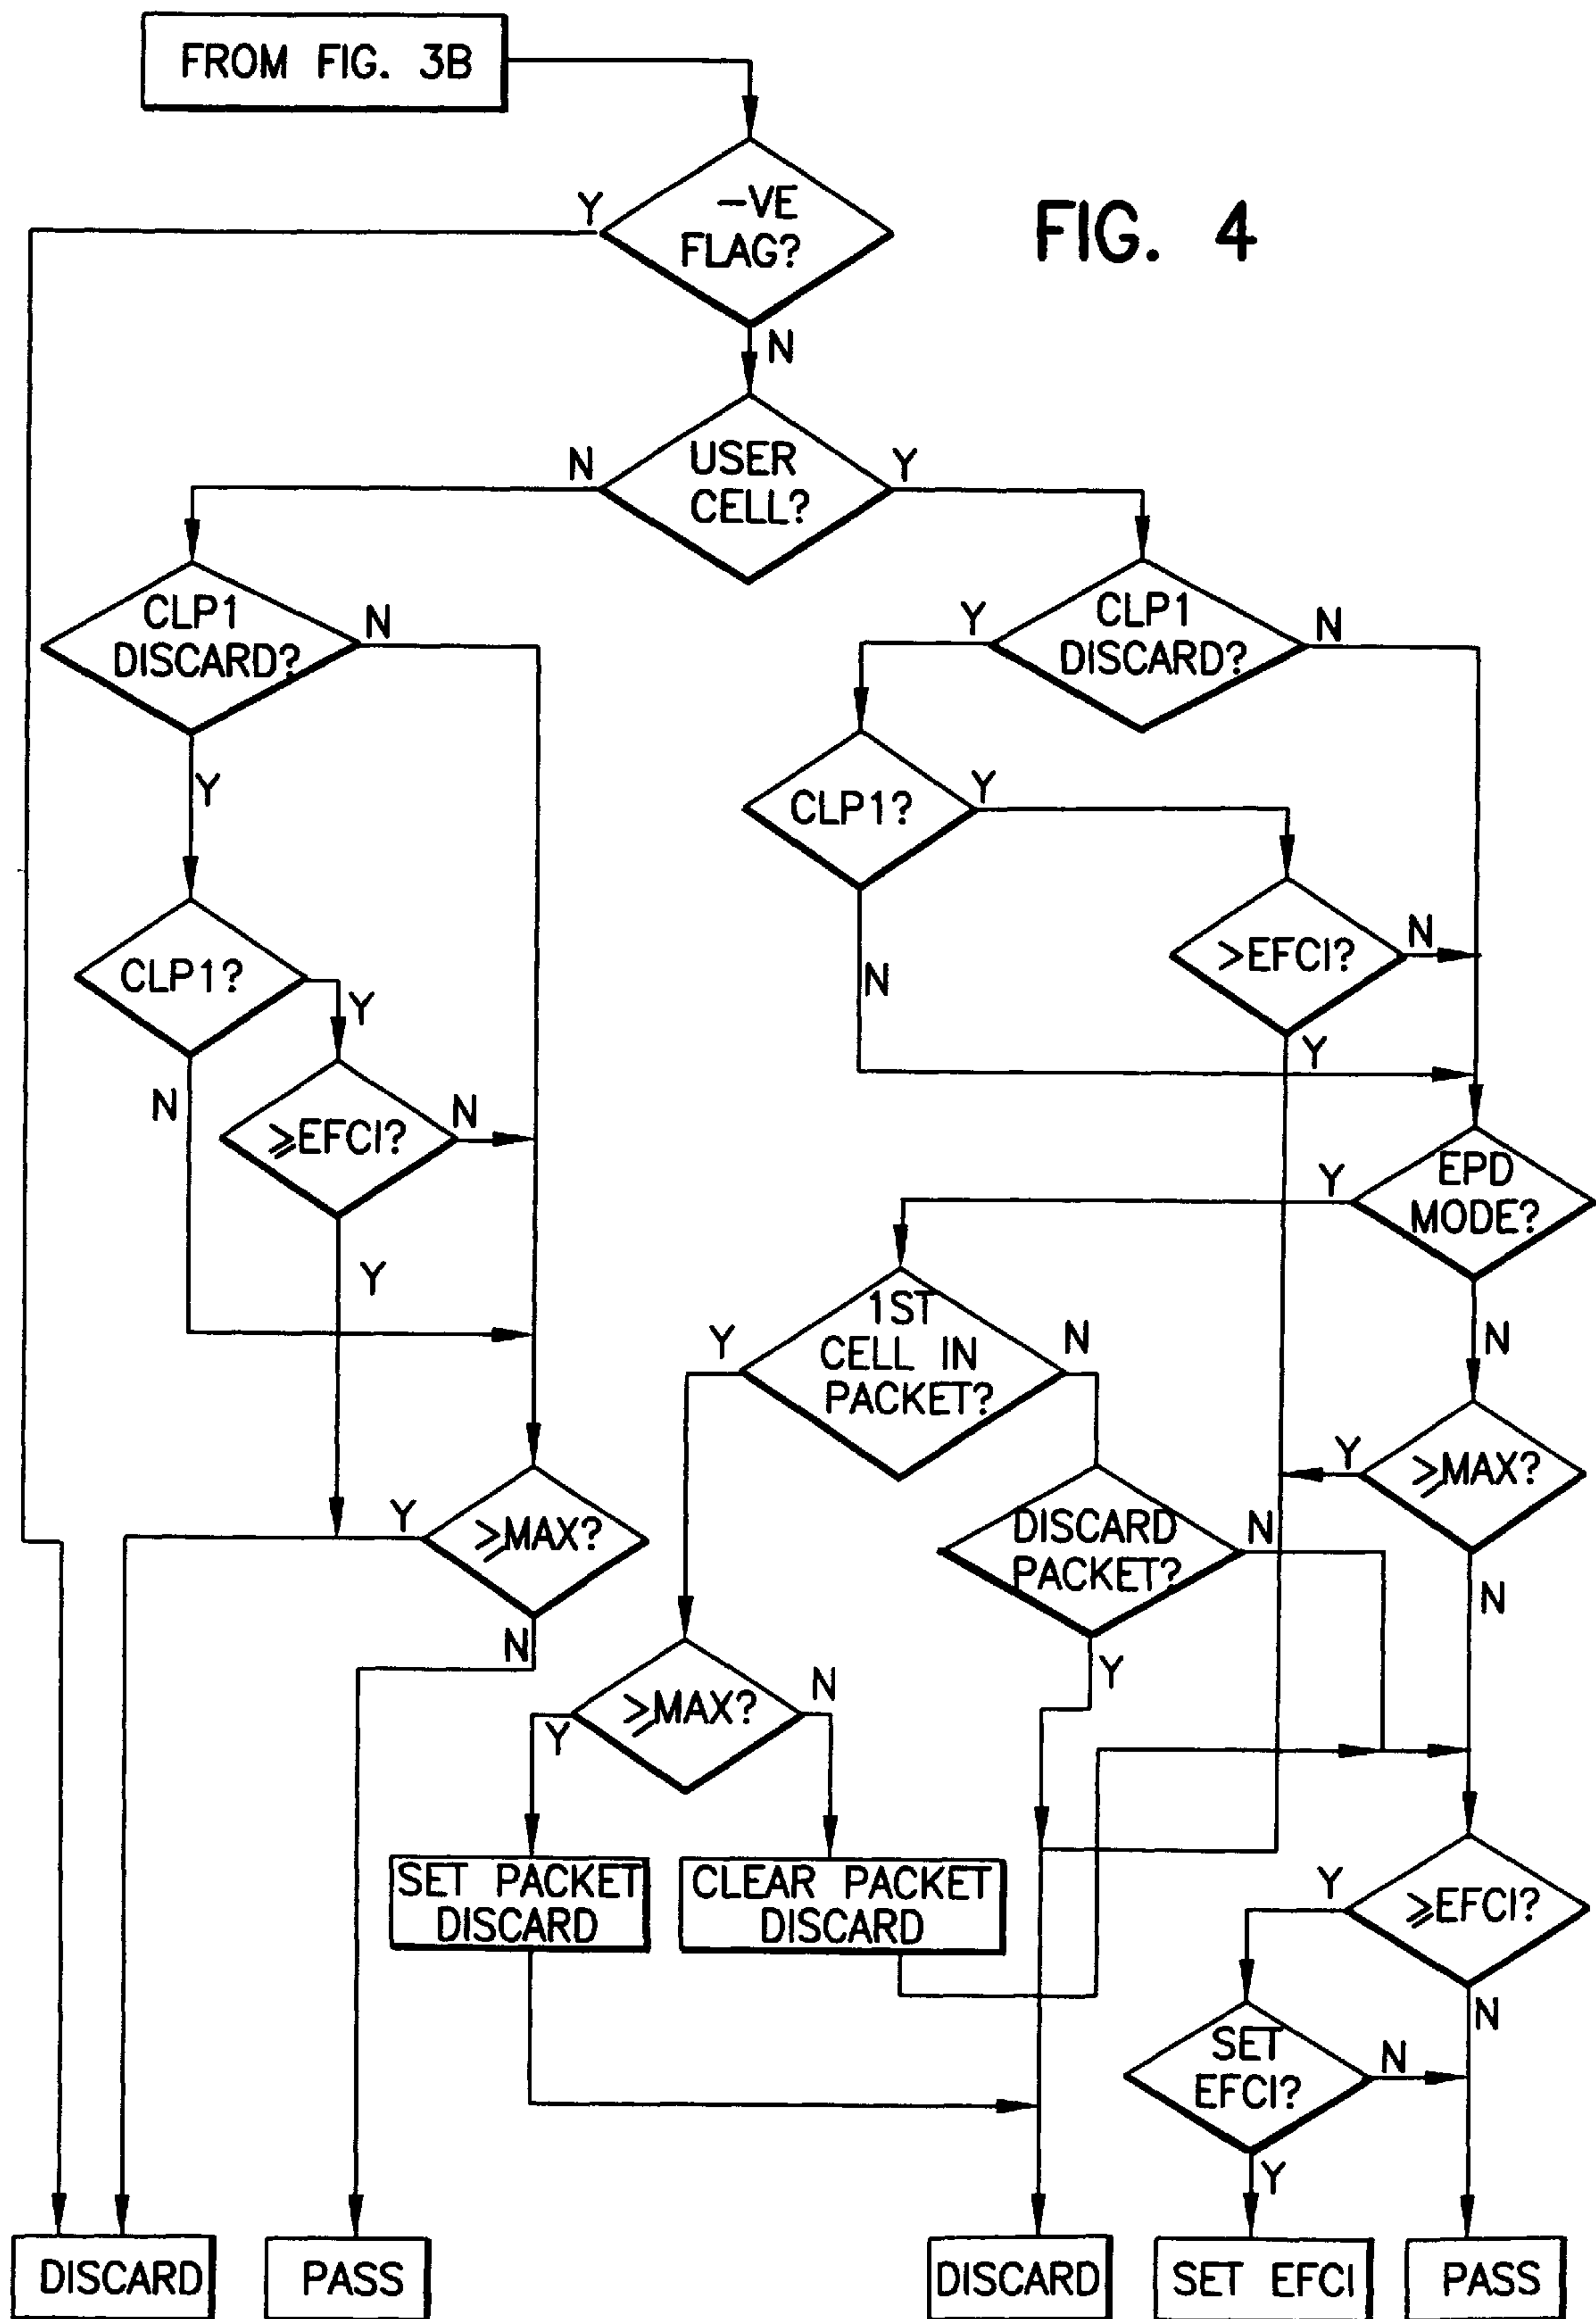 FROM FIG. 3B
FIG. 4
Y
-VE
FLAG?
N
N
USER
CELL?
Y
CLP1
DISCARD?
N
Y
CLP1
DISCARD?
N
Y
CLP1?
Y
CLP1?
Y
>EFCI?
N
N
Y
N
Y
N
⩾EFCI?
N
Y
Y
EPD
MODE?
N
Y
1ST
CELL IN
PACKET?
N
Y
⩾MAX?
N
Y
⩾MAX?
N
DISCARD
PACKET?
N
Y
Y
⩾MAX?
N
SET PACKET
DISCARD
CLEAR PACKET
DISCARD
Y
⩾EFCI?
N
SET
EFCI?
N
Y
DISCARD
PASS
DISCARD
SET EFCI
PASS